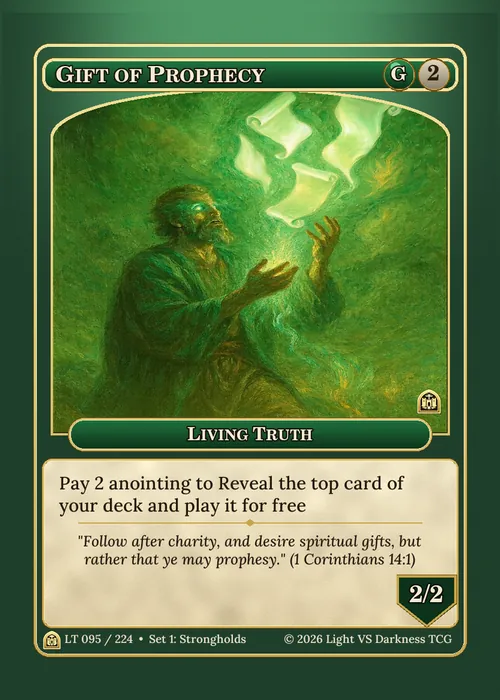 GIFT OF PROPHECY G 2
LIVING TRUTH
Pay 2 anointing to Reveal the top card of
your deck and play it for free
"Follow after charity, and desire spiritual gifts, but
rather that ye may prophesy." (1 Corinthians 14:1)
2/2
LT 095 / 224 • Set 1: Strongholds © 2026 Light VS Darkness TCG